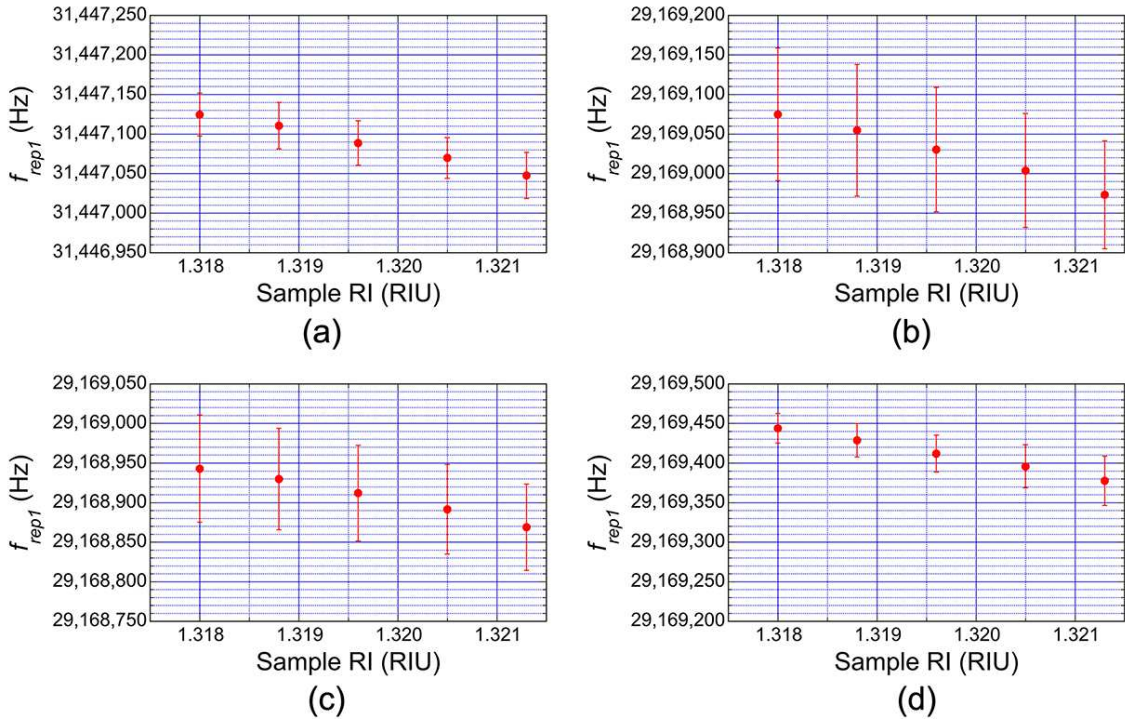 31,447,250
31,447,200
31,447,150
31,447,100
31,447,050
31,447,000
31,446,950
f_rep1 (Hz)
1.318 1.319 1.320 1.321
Sample RI (RIU)
(a)
29,169,200
29,169,150
29,169,100
29,169,050
29,169,000
29,168,950
29,168,900
f_rep1 (Hz)
1.318 1.319 1.320 1.321
Sample RI (RIU)
(b)
29,169,050
29,169,000
29,168,950
29,168,900
29,168,850
29,168,800
29,168,750
f_rep1 (Hz)
1.318 1.319 1.320 1.321
Sample RI (RIU)
(c)
29,169,500
29,169,450
29,169,400
29,169,350
29,169,300
29,169,250
29,169,200
f_rep1 (Hz)
1.318 1.319 1.320 1.321
Sample RI (RIU)
(d)